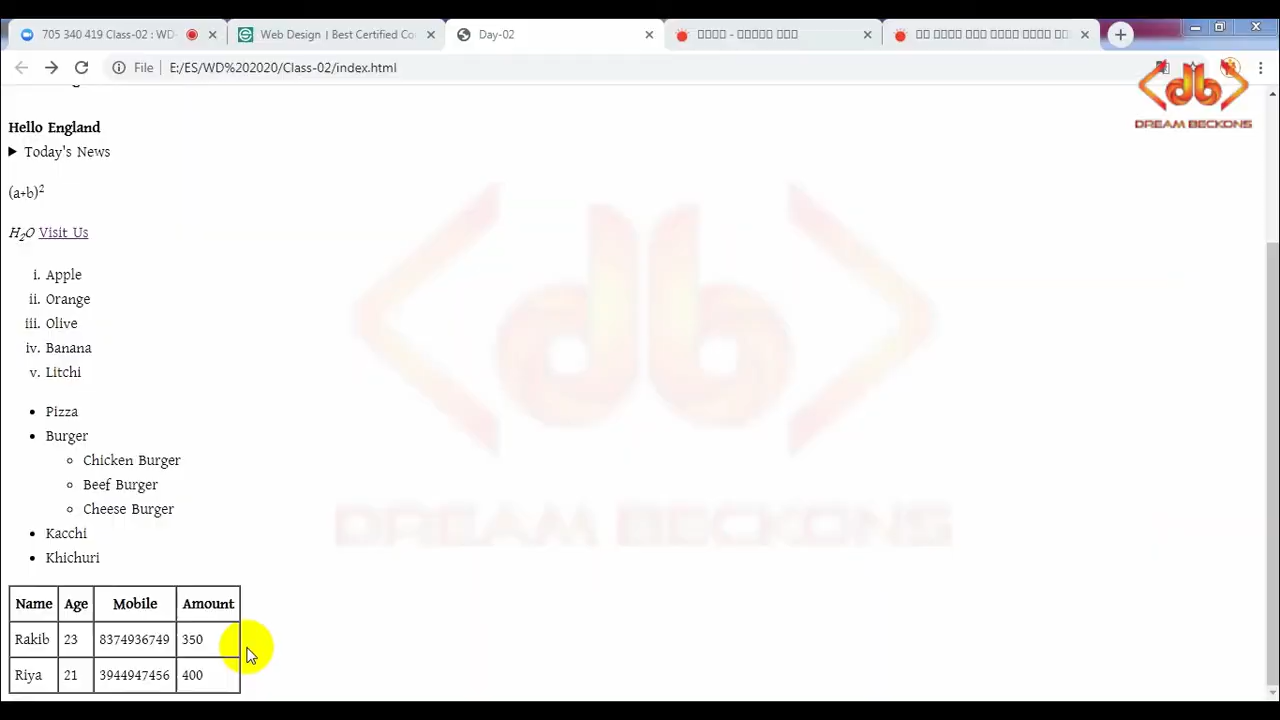 705 340 419 Class-02 : WD-
Web Design । Best Certified Co
Day-02
File E:/ES/WD%202020/Class-02/index.html
DREAM BECKONS
Hello England
Today's News
(a+b)²
H₂O Visit Us
i. Apple
ii. Orange
iii. Olive
iv. Banana
v. Litchi
Pizza
Burger
Chicken Burger
Beef Burger
Cheese Burger
Kacchi
Khichuri
DREAM BECKONS
Name Age Mobile Amount
Rakib 23 8374936749 350
Riya 21 3944947456 400